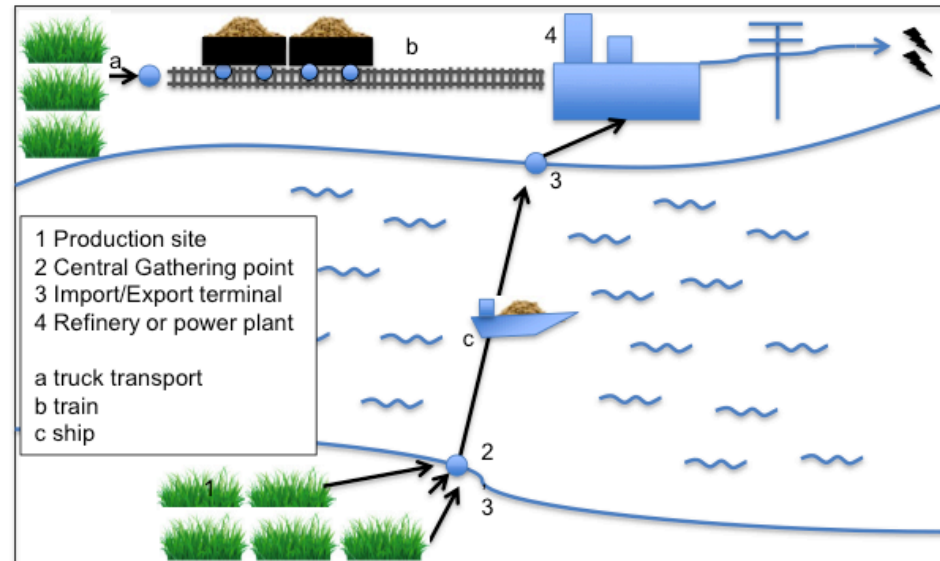 4
b
a
3
1 Production site
2 Central Gathering point
3 Import/Export terminal
4 Refinery or power plant
a truck transport
b train
c ship
c
2
1
3